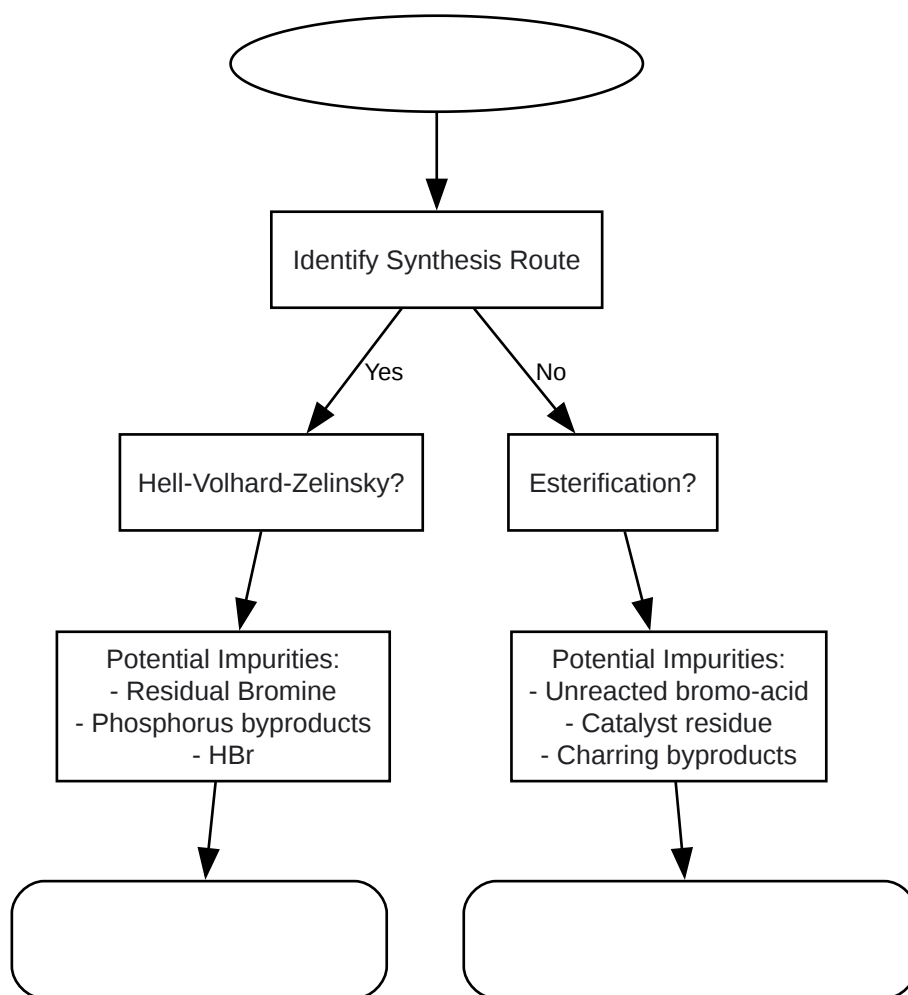 Identify Synthesis Route
Yes
No
Hell-Volhard-Zelinsky?
Esterification?
Potential Impurities:
- Residual Bromine
- Phosphorus byproducts
- HBr
Potential Impurities:
- Unreacted bromo-acid
- Catalyst residue
- Charring byproducts